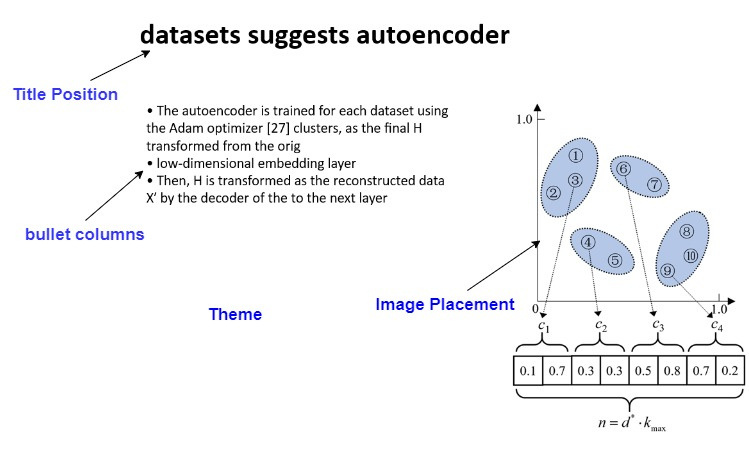 datasets suggests autoencoder
Title Position
• The autoencoder is trained for each dataset using
the Adam optimizer [27] clusters, as the final H
transformed from the orig
• low-dimensional embedding layer
• Then, H is transformed as the reconstructed data
X′ by the decoder of the to the next layer
bullet columns
Theme
Image Placement
1.0
① ② ③ ⑥ ⑦
④ ⑤ ⑧ ⑨ ⑩
0 1.0
c1 c2 c3 c4
0.1 0.7 0.3 0.3 0.5 0.8 0.7 0.2
n = d* · kmax